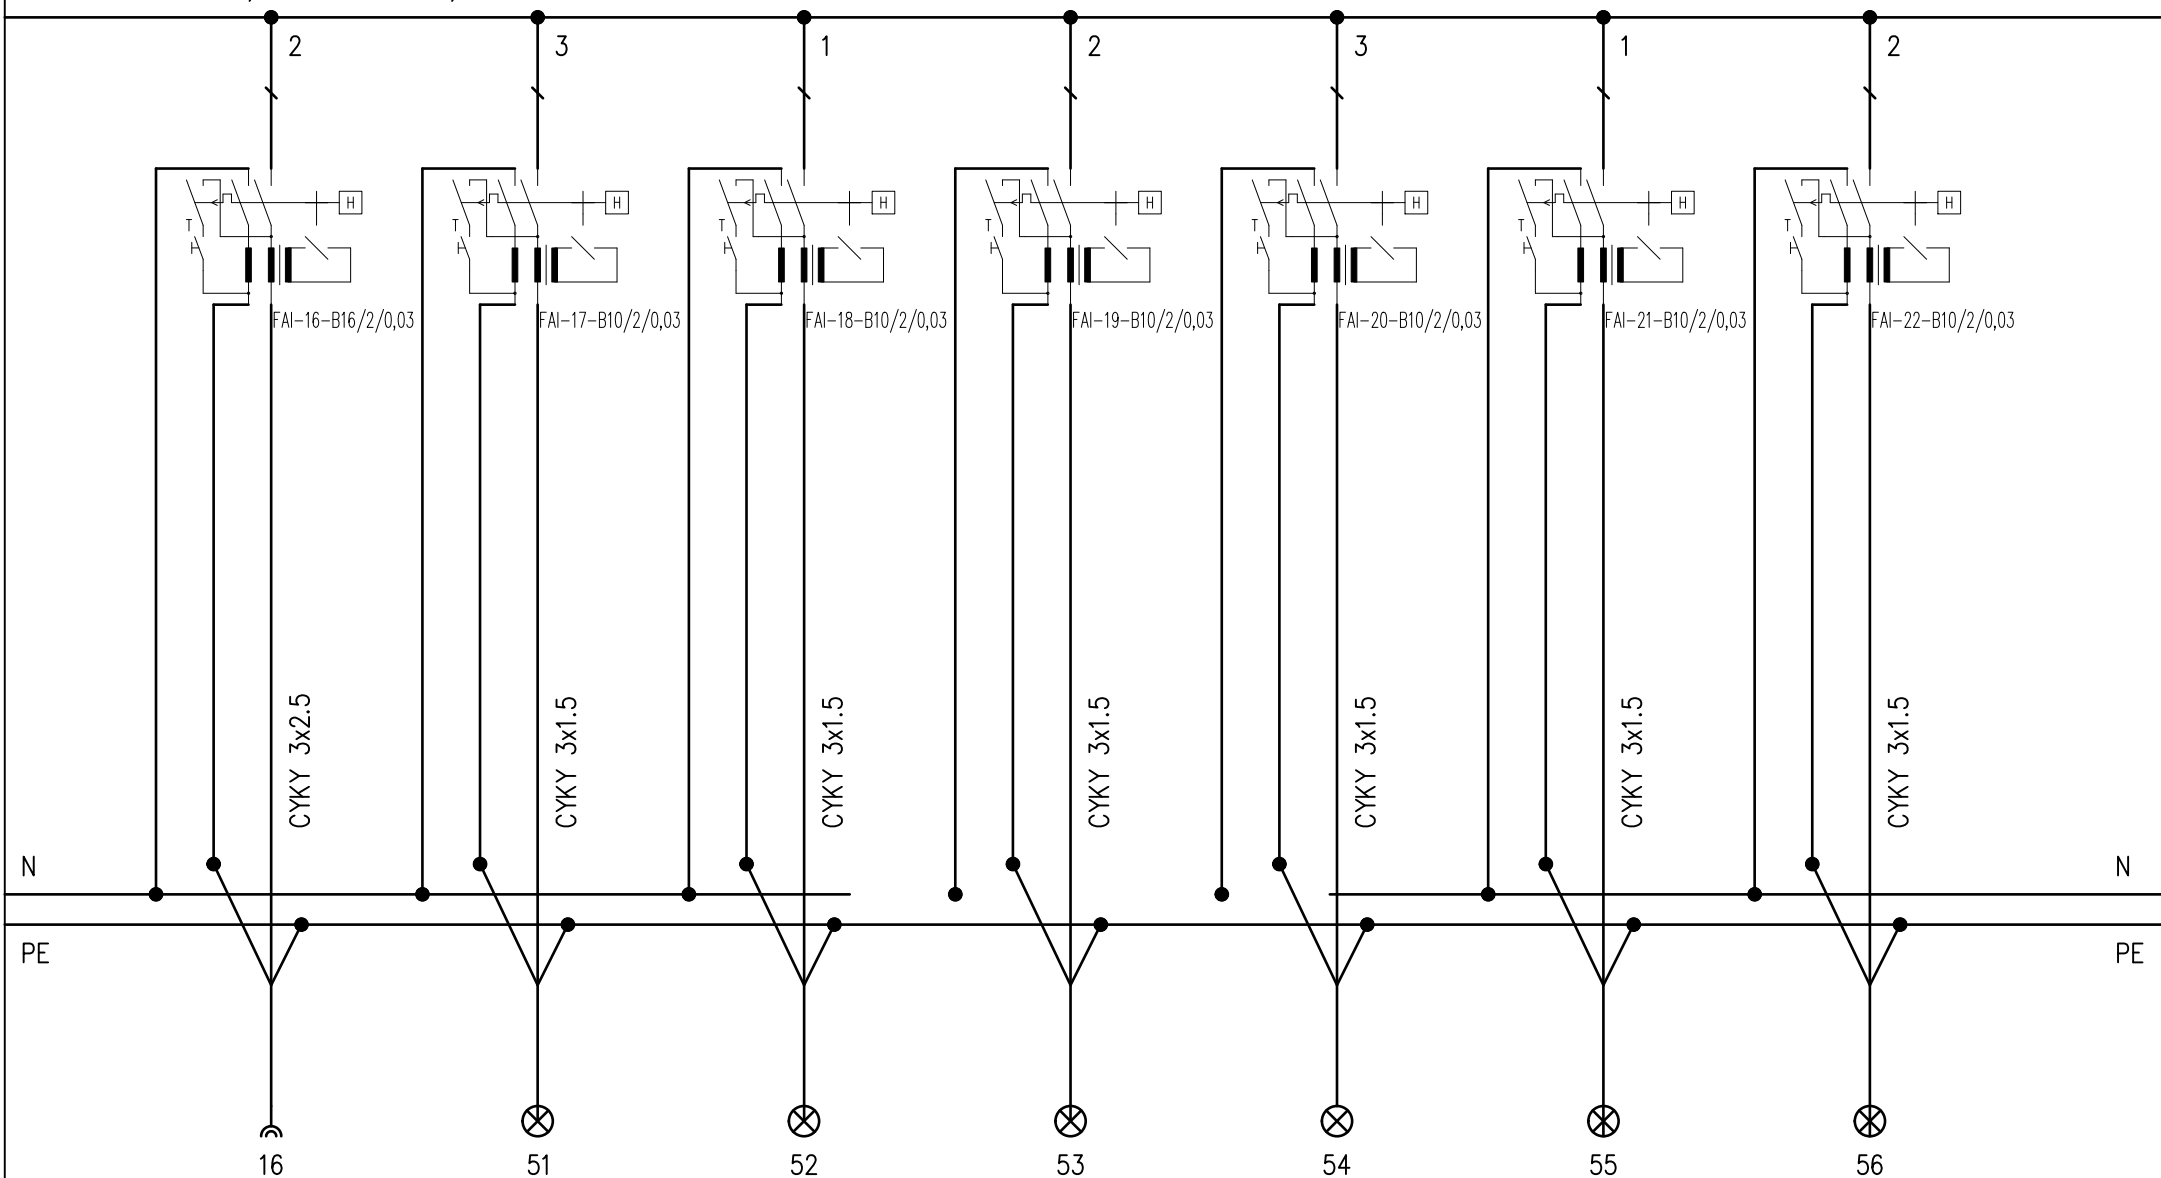 2 3 1 2 3 1 2
H H H H H H H
T T T T T T T
FAI-16-B16/2/0,03 FAI-17-B10/2/0,03 FAI-18-B10/2/0,03 FAI-19-B10/2/0,03 FAI-20-B10/2/0,03 FAI-21-B10/2/0,03 FAI-22-B10/2/0,03
CYKY 3x2.5
CYKY 3x1.5
CYKY 3x1.5
CYKY 3x1.5
CYKY 3x1.5
CYKY 3x1.5
CYKY 3x1.5
N N
PE PE
16 51 52 53 54 55 56